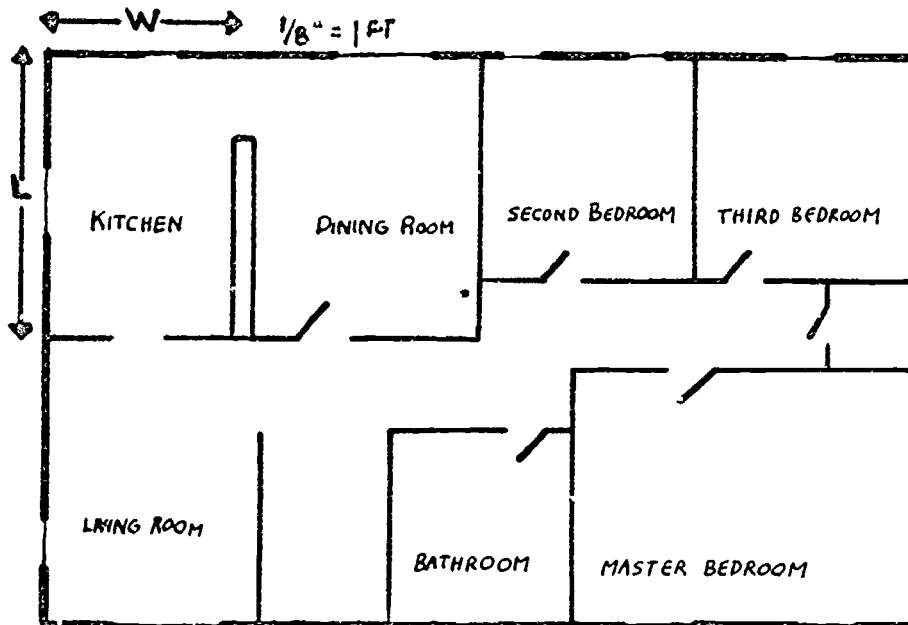 W
1/8" = 1 FT
L
KITCHEN
DINING ROOM
SECOND BEDROOM
THIRD BEDROOM
LIVING ROOM
BATHROOM
MASTER BEDROOM